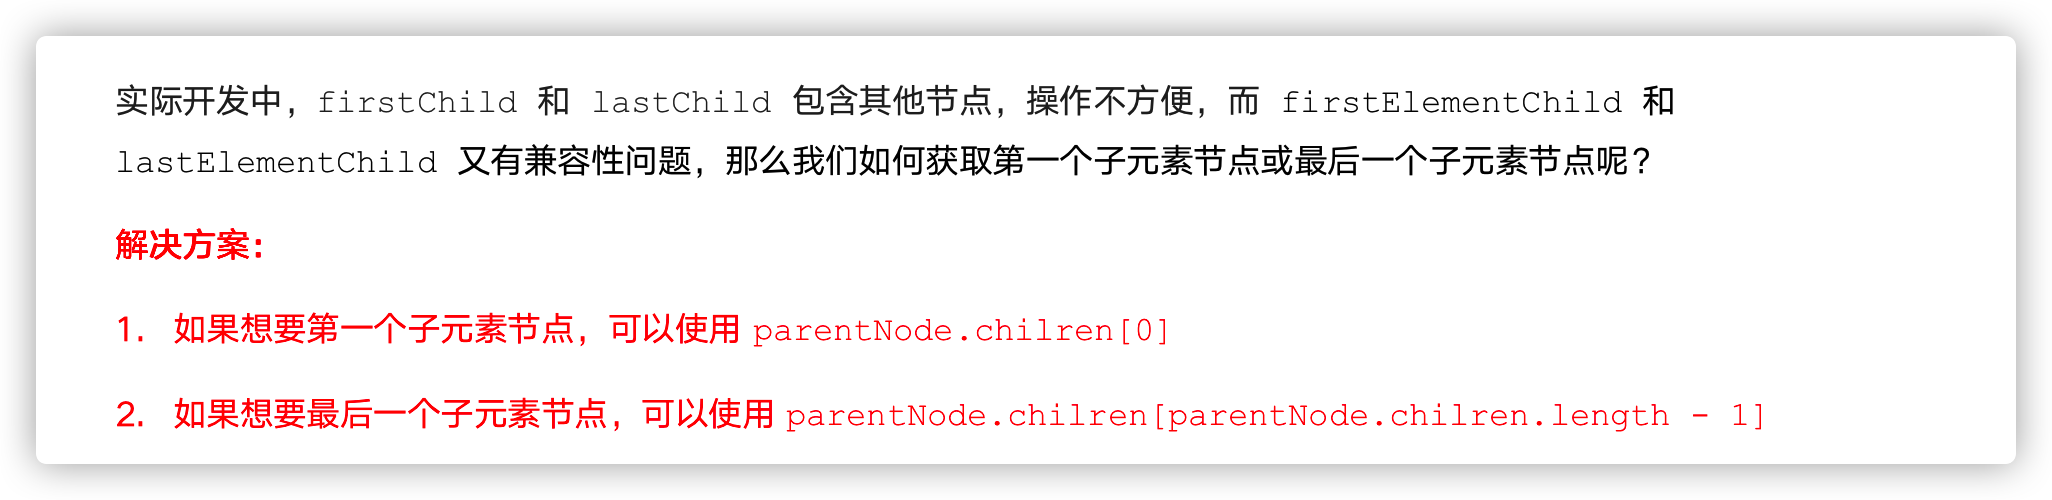 实际开发中，firstChild 和 lastChild 包含其他节点，操作不方便，而 firstElementChild 和
lastElementChild 又有兼容性问题，那么我们如何获取第一个子元素节点或最后一个子元素节点呢？
解决方案：
1. 如果想要第一个子元素节点，可以使用 parentNode.chilren[0]
2. 如果想要最后一个子元素节点，可以使用 parentNode.chilren[parentNode.chilren.length - 1]